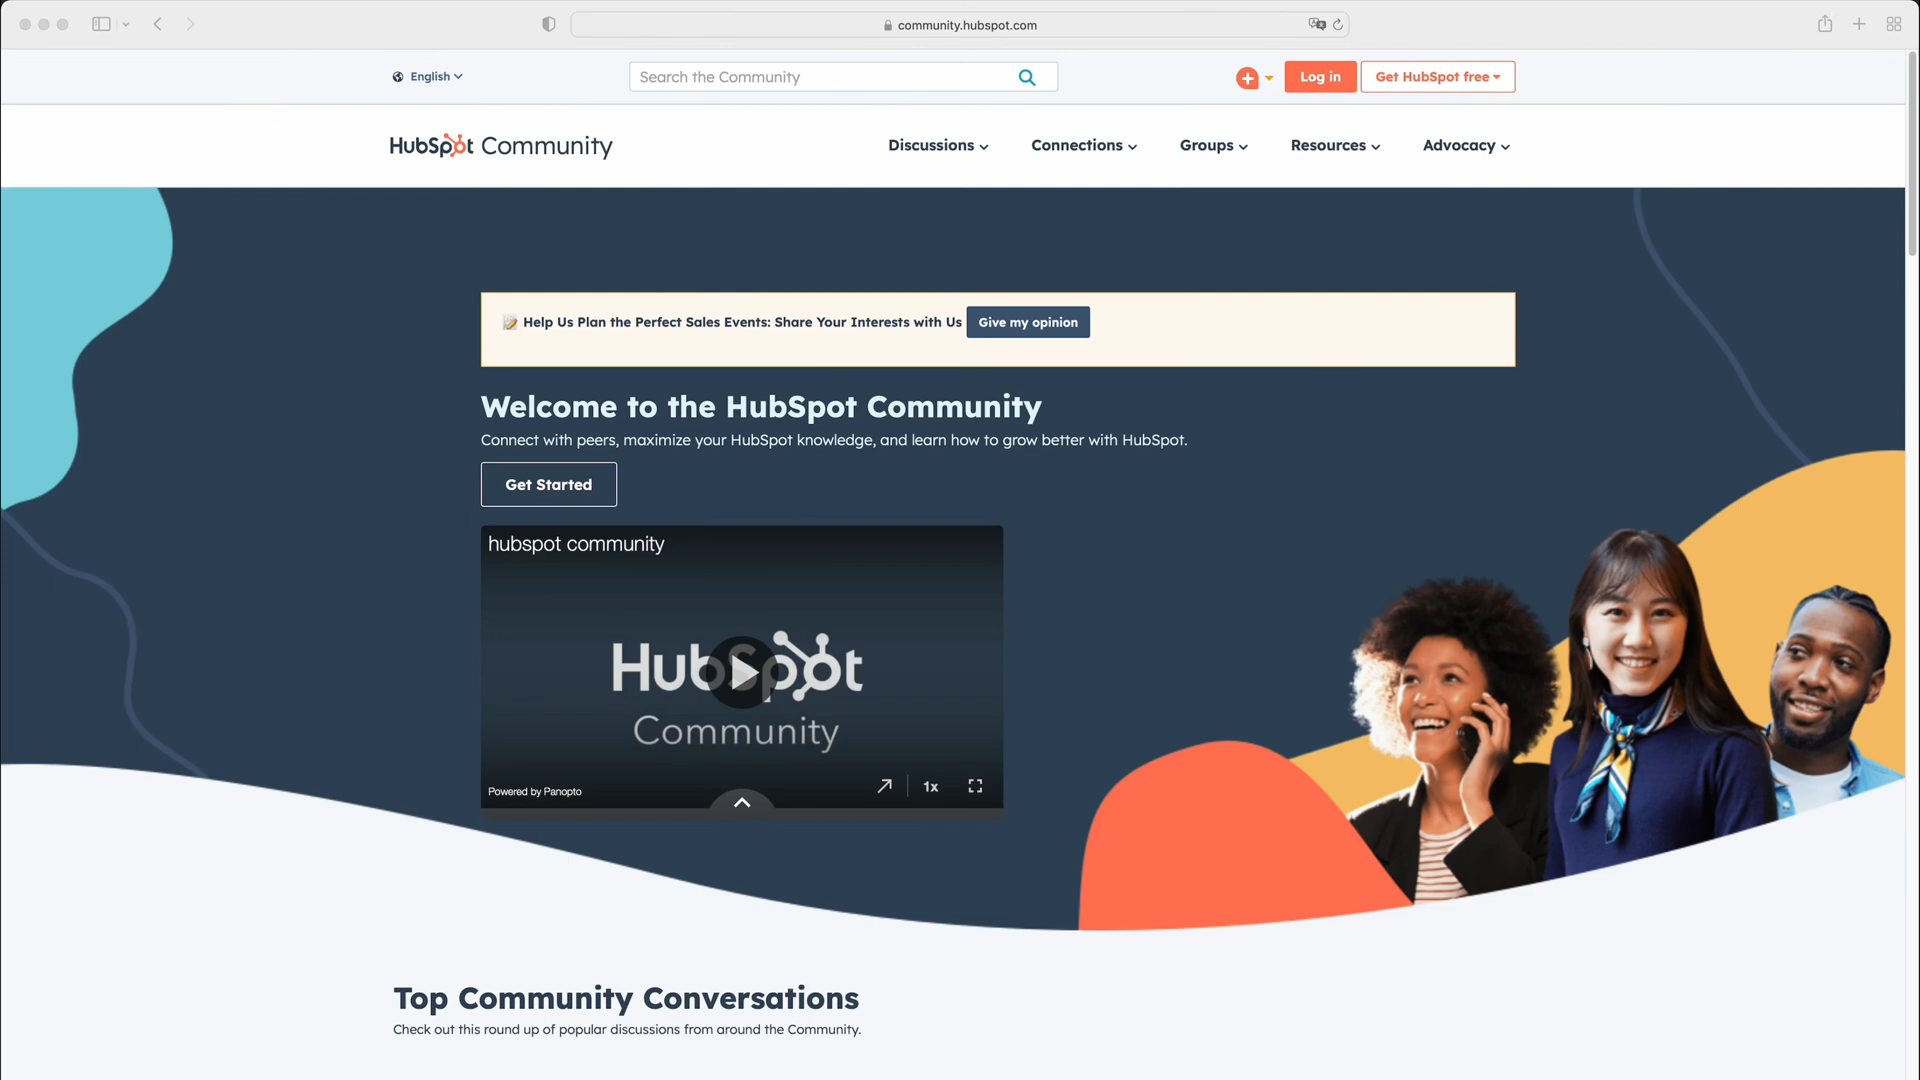 community.hubspot.com
English
Search the Community
Log in
Get HubSpot free
HubSpot Community
Discussions
Connections
Groups
Resources
Advocacy
Help Us Plan the Perfect Sales Events: Share Your Interests with Us
Give my opinion
Welcome to the HubSpot Community
Connect with peers, maximize your HubSpot knowledge, and learn how to grow better with HubSpot.
Get Started
hubspot community
HubSpot
Community
Powered by Panopto
1x
Top Community Conversations
Check out this round up of popular discussions from around the Community.